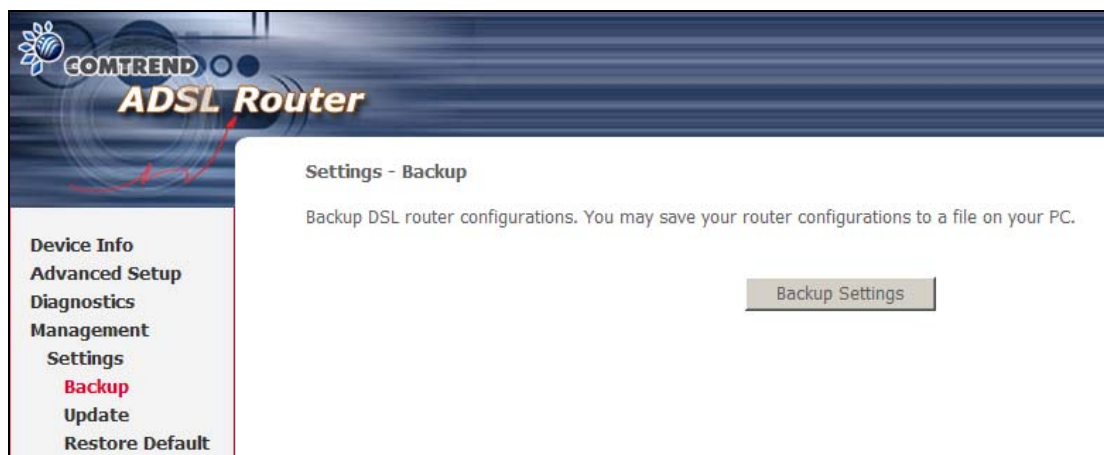 COMTREND
ADSL Router
Settings - Backup
Backup DSL router configurations. You may save your router configurations to a file on your PC.
Backup Settings
Device Info
Advanced Setup
Diagnostics
Management
Settings
Backup
Update
Restore Default